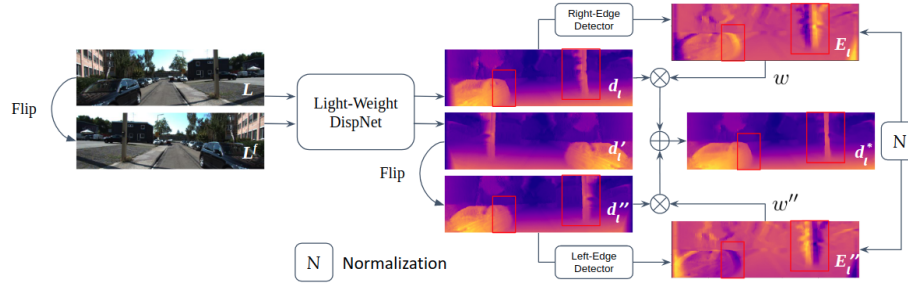 Right-Edge
Detector
E_l
L
Flip
L^f
Light-Weight
DispNet
d_l
w
d_l'
d_l^*
N
Flip
d_l''
w''
Left-Edge
Detector
E_l''
N
Normalization